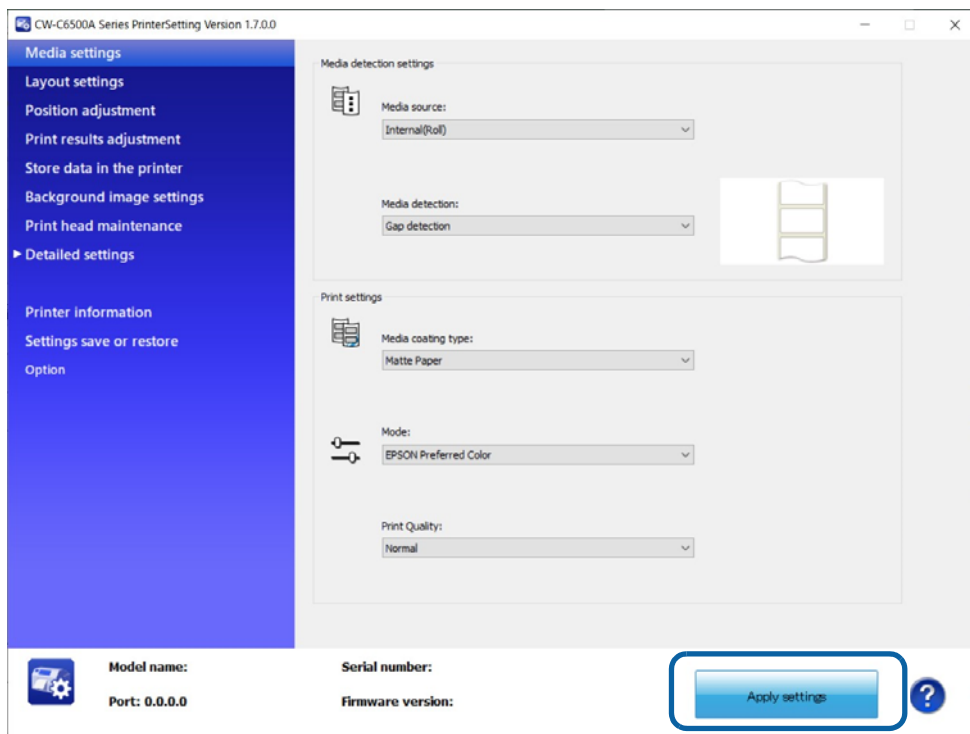 CW-C6500A Series PrinterSetting Version 1.7.0.0
Media settings
Layout settings
Position adjustment
Print results adjustment
Store data in the printer
Background image settings
Print head maintenance
Detailed settings
Printer information
Settings save or restore
Option
Media detection settings
Media source:
Internal(Roll)
Media detection:
Gap detection
Print settings
Media coating type:
Matte Paper
Mode:
EPSON Preferred Color
Print Quality:
Normal
Model name:
Serial number:
Port: 0.0.0.0
Firmware version:
Apply settings
?